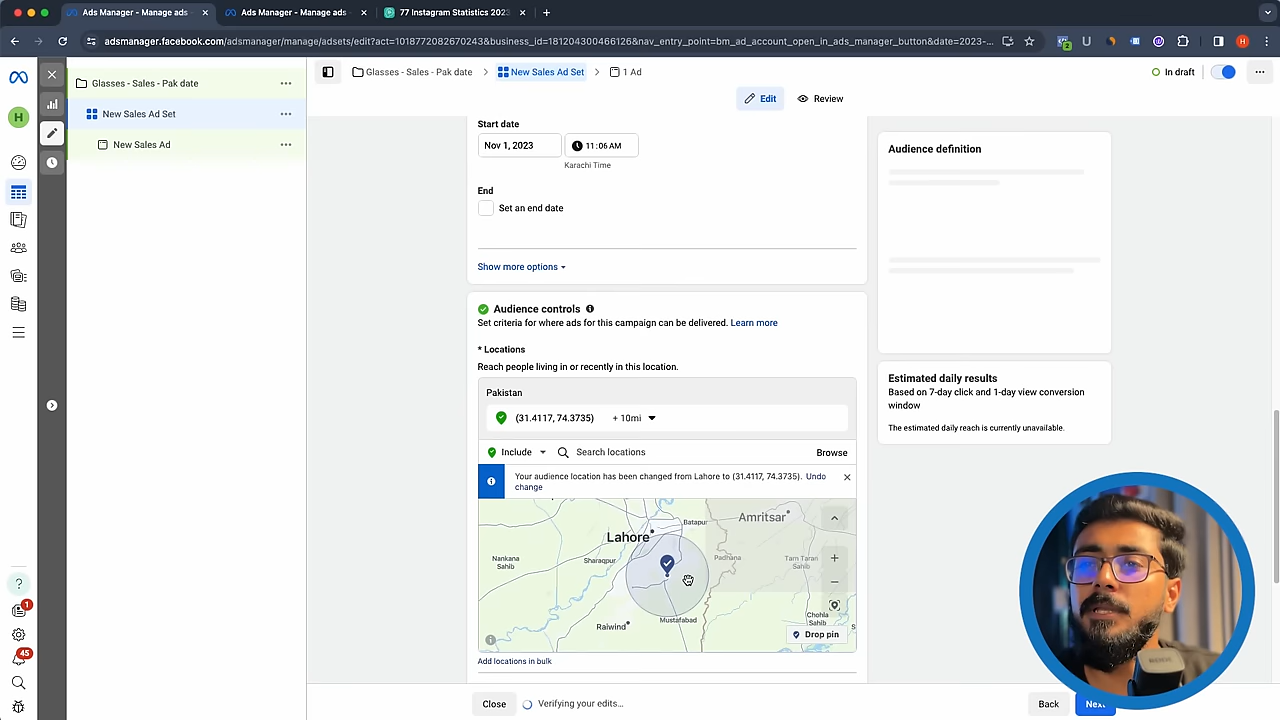 Ads Manager - Manage ads
Ads Manager - Manage ads
77 Instagram Statistics 2023
adsmanager.facebook.com/adsmanager/manage/adsets/edit?act=1018772082670243&business_id=181204300466126&nav_entry_point=bm_ad_account_open_in_ads_manager_button&date=2023-...
2
H
H
Glasses - Sales - Pak date
New Sales Ad Set
New Sales Ad
1
45
Glasses - Sales - Pak date
New Sales Ad Set
1 Ad
In draft
Edit
Review
Start date
Nov 1, 2023
11:06 AM
Karachi Time
End
Set an end date
Show more options
Audience controls
Set criteria for where ads for this campaign can be delivered. Learn more
* Locations
Reach people living in or recently in this location.
Pakistan
(31.4117, 74.3735) + 10mi
Include
Search locations
Browse
Your audience location has been changed from Lahore to (31.4117, 74.3735). Undo
change
Batapur
Amritsar
Lahore
Nankana
Sahib
Sharaqpur
Padhana
Tarn Taran
Sahib
Raiwind
Mustafabad
Chohla
Sahib
Drop pin
Add locations in bulk
Close
Verifying your edits...
Back
Next
Audience definition
Estimated daily results
Based on 7-day click and 1-day view conversion
window
The estimated daily reach is currently unavailable.